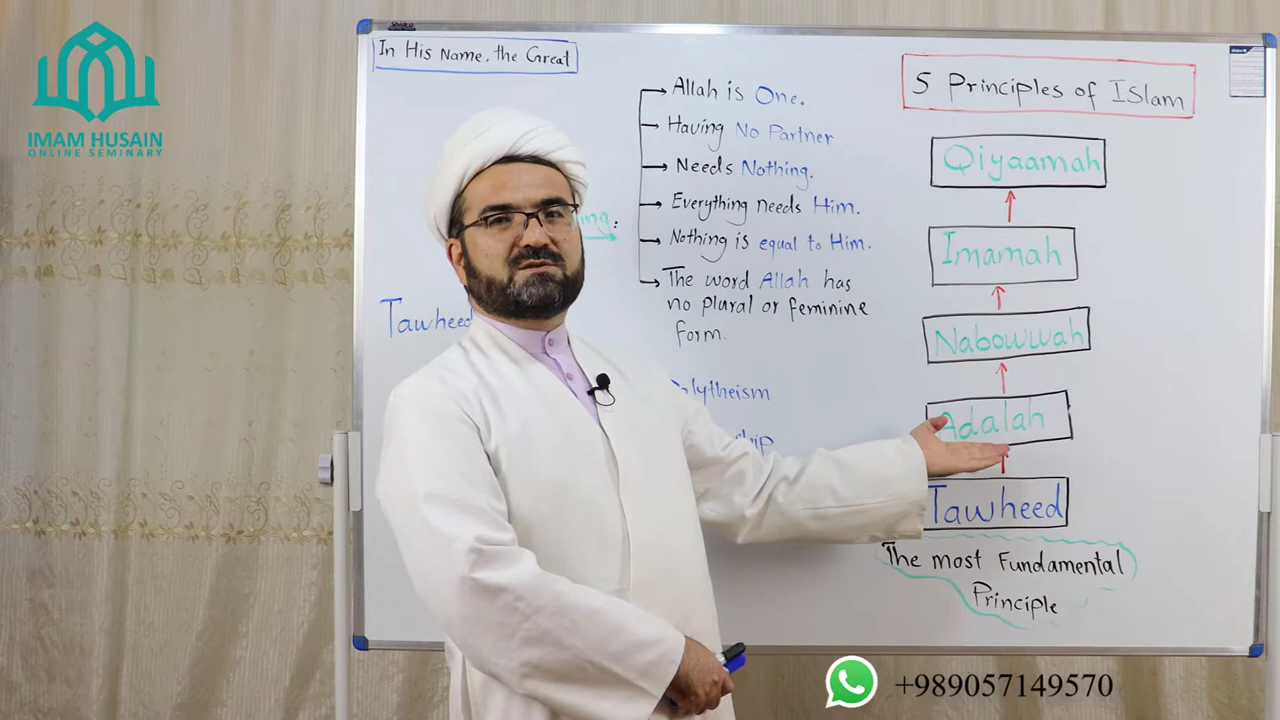 IMAM HUSAIN
ONLINE SEMINARY
Shidco
In His Name, the Great
Allah is One.
Having No Partner
Needs Nothing.
Everything needs Him.
Nothing is equal to Him.
The word Allah has
no plural or feminine
form.
Tawheed
5 Principles of ISlam
Qiyaamah
Imamah
Nabowwah
Adalah
Tawheed
The most Fundamental
Principle
+989057149570